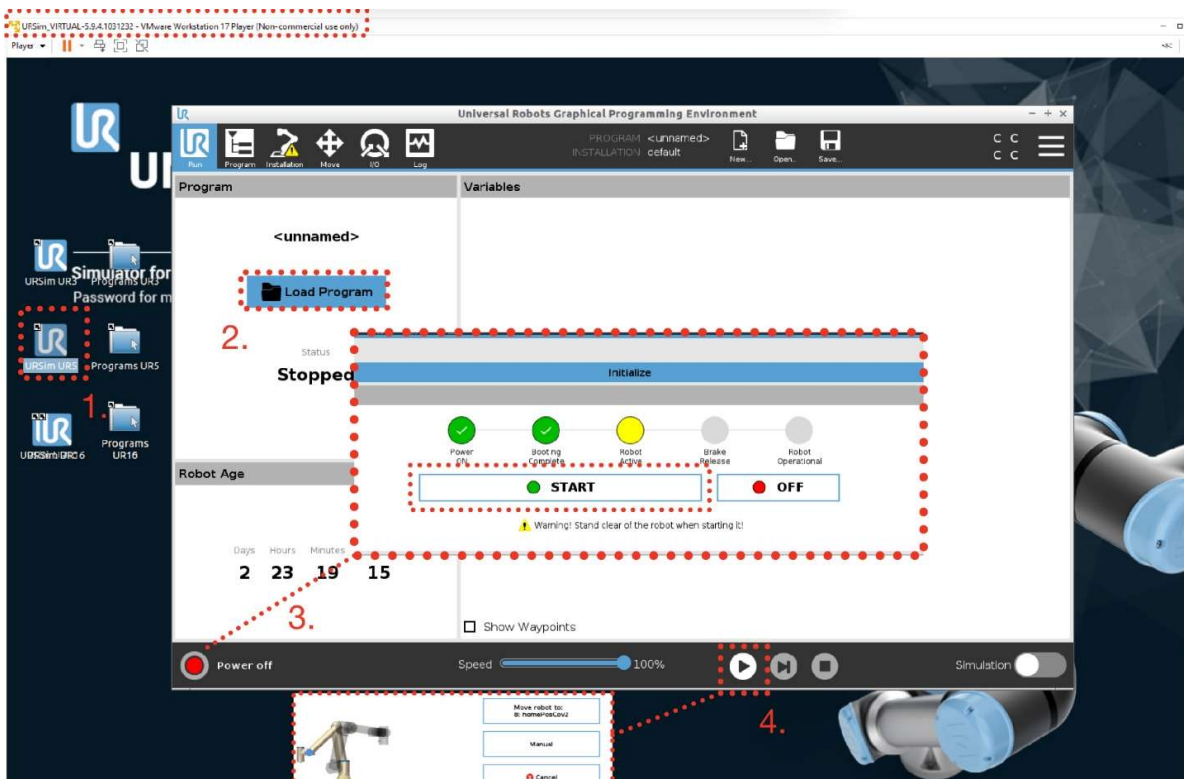 URSim_VIRTUAL-5.9.4.1031232 - VMware Workstation 17 Player (Non-commercial use only)
Player
UR
Universal Robots Graphical Programming Environment
Run Program Installation Move I/O Log
PROGRAM <unnamed>
INSTALLATION default
New... Open... Save...
C C
C C
Program
Variables
<unnamed>
Load Program
2.
Status
Stopped
URSim UR3
Programs UR3
Simulator for
Password for m
URSim UR5
Programs UR5
1.
Programs
UR16
Initialize
Power
ON
Booting
Complete
Robot
Active
Brake
Release
Robot
Operational
START
OFF
Warning! Stand clear of the robot when starting it!
Robot Age
Days Hours Minutes
2 23 19 15
3.
Show Waypoints
Power off
Speed 100%
Simulation
4.
Move robot to:
Manual
Cancel